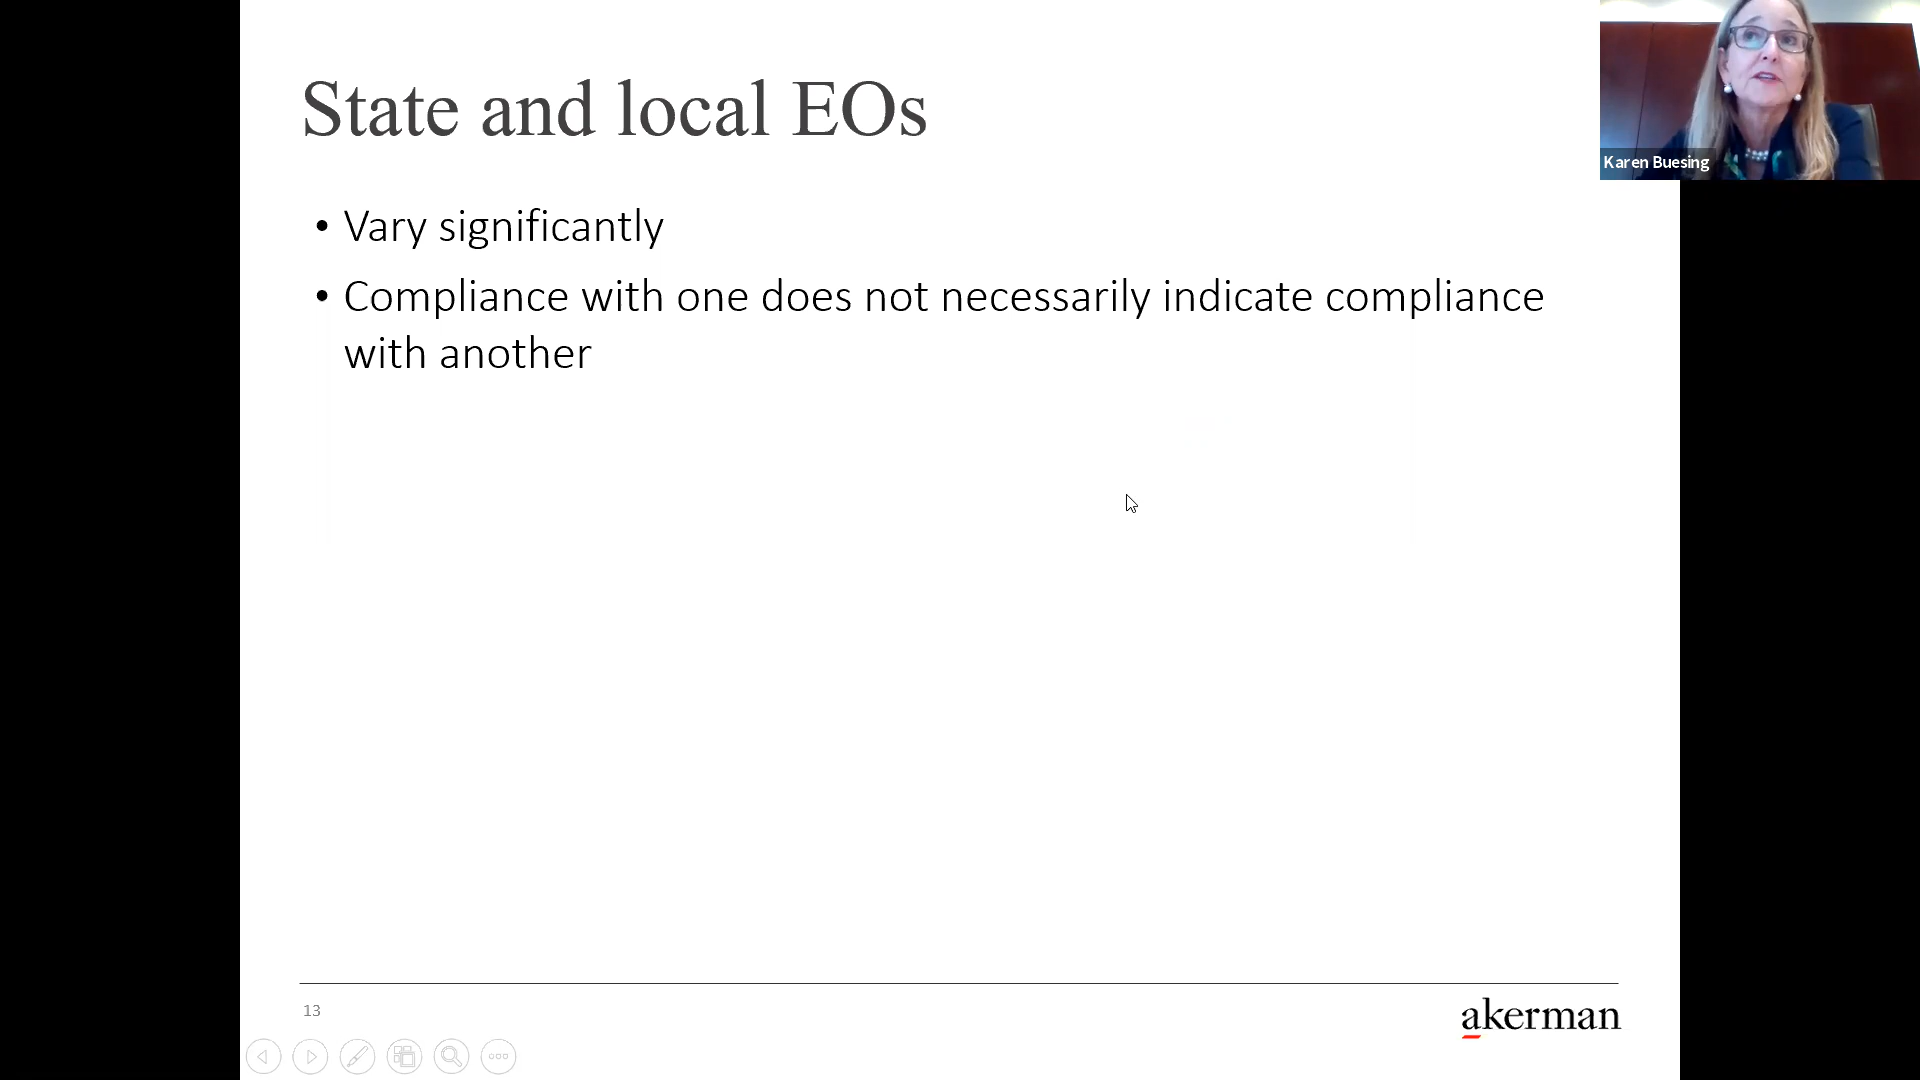 State and local EOs
Karen Buesing
• Vary significantly
• Compliance with one does not necessarily indicate compliance
with another
13
akerman